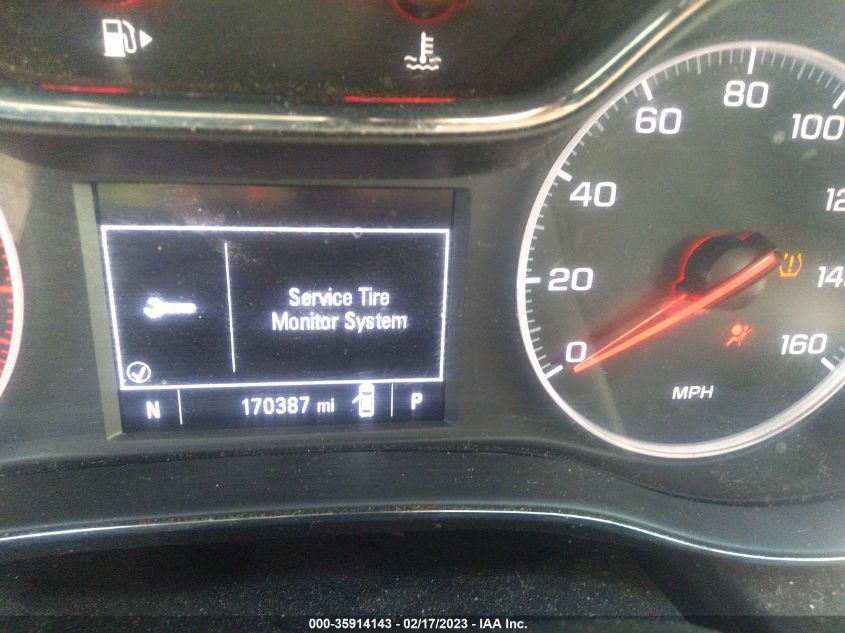 60
80
100
40
20
0
160
MPH
Service Tire
Monitor System
N
170387 mi
P
000-35914143 - 02/17/2023 - IAA Inc.